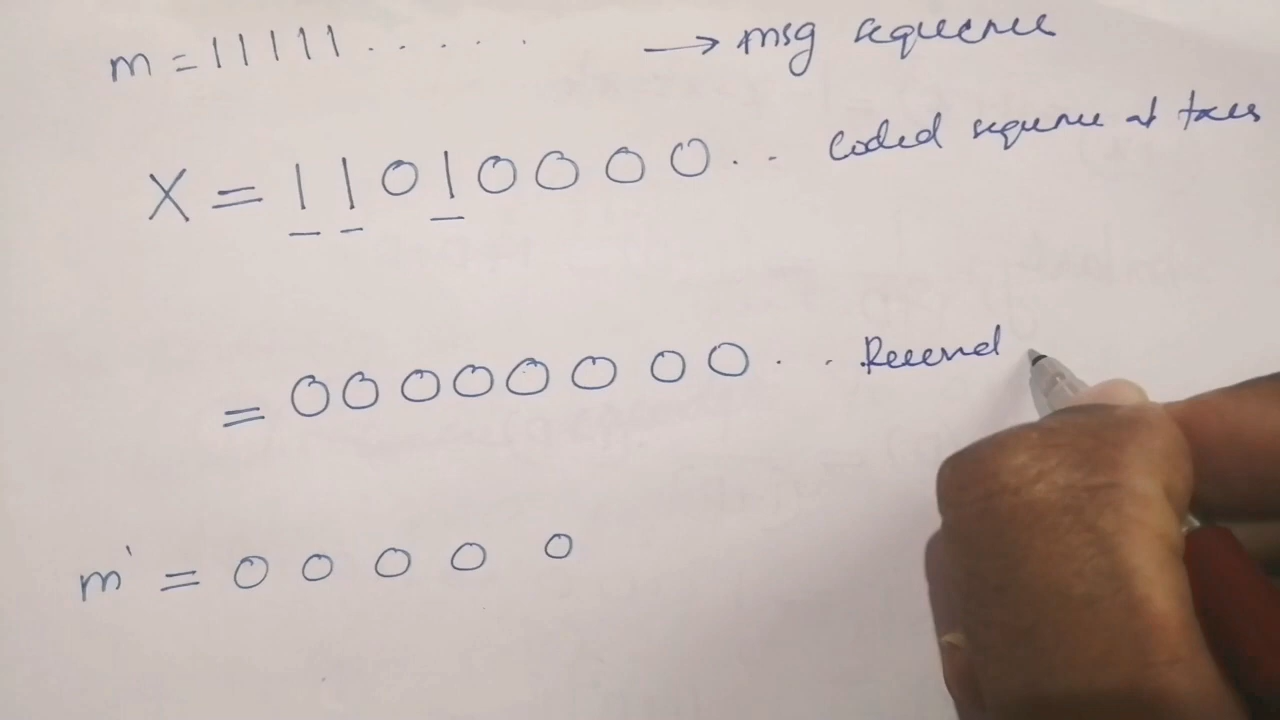 m = 1 1 1 1 1 . . . . . . → msg sequence
X = 1 1 0 1 0 0 0 0 . . Coded sequence at
= 0 0 0 0 0 0 0 0 . . Received
m' = 0 0 0 0 0